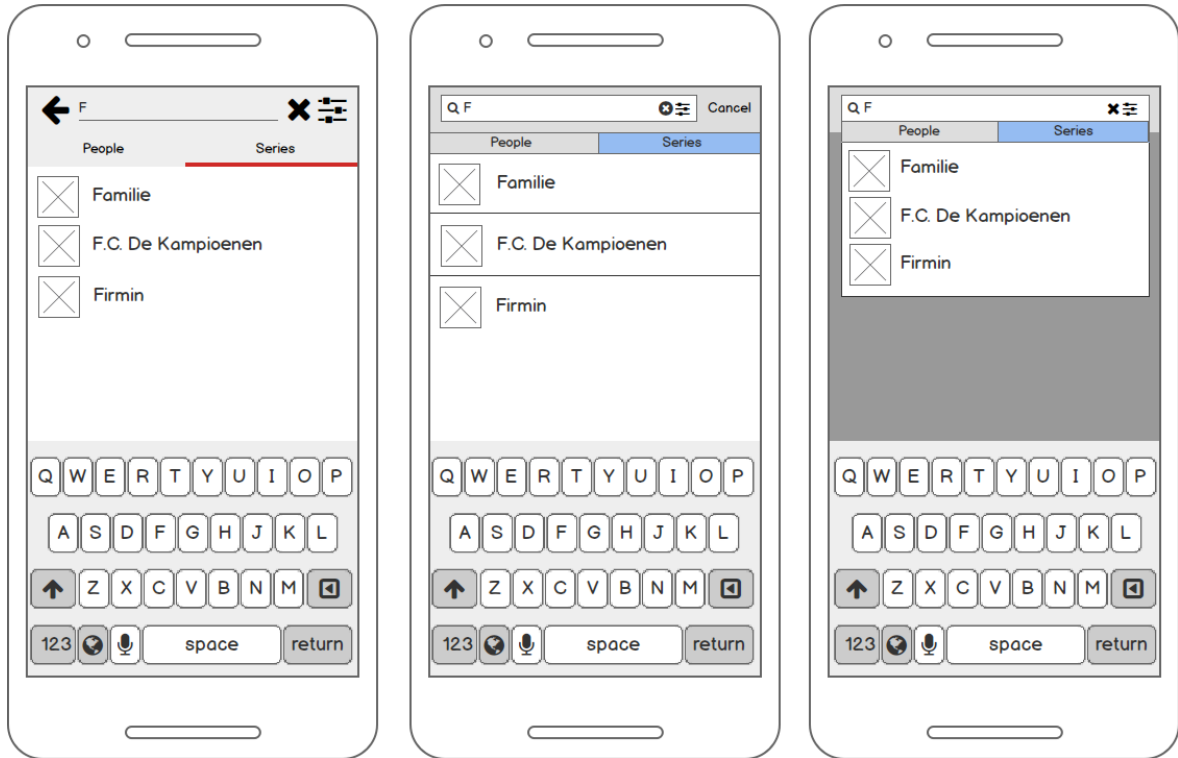 F
People Series
Familie
F.C. De Kampioenen
Firmin
Q W E R T Y U I O P
A S D F G H J K L
Z X C V B N M
123 space return
F Cancel
People Series
Familie
F.C. De Kampioenen
Firmin
Q W E R T Y U I O P
A S D F G H J K L
Z X C V B N M
123 space return
F
People Series
Familie
F.C. De Kampioenen
Firmin
Q W E R T Y U I O P
A S D F G H J K L
Z X C V B N M
123 space return